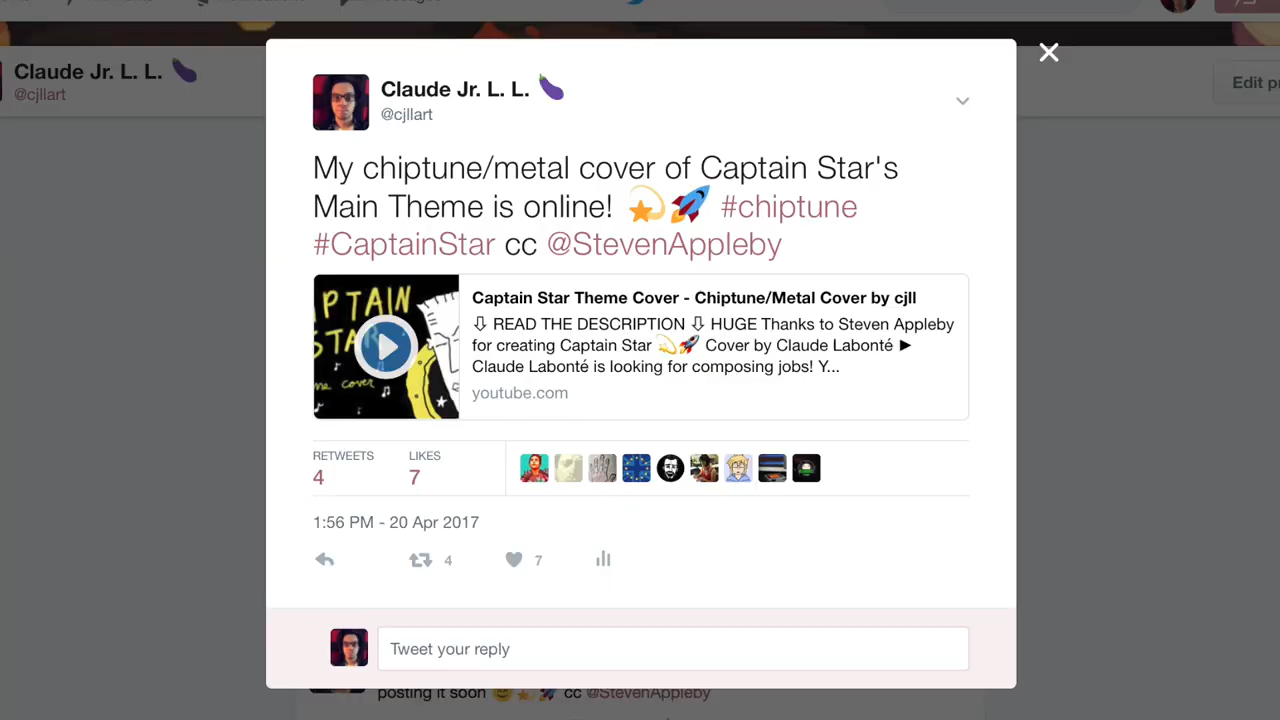 Claude Jr. L. L. 🍆
@cjllart
Edit p
Claude Jr. L. L. 🍆
@cjllart
My chiptune/metal cover of Captain Star's
Main Theme is online! 💫🚀 #chiptune
#CaptainStar cc @StevenAppleby
PTAIN
STAR
me cover
Captain Star Theme Cover - Chiptune/Metal Cover by cjll
⇩ READ THE DESCRIPTION ⇩ HUGE Thanks to Steven Appleby
for creating Captain Star 💫🚀 Cover by Claude Labonté ►
Claude Labonté is looking for composing jobs! Y...
youtube.com
RETWEETS LIKES
4 7
1:56 PM - 20 Apr 2017
4 7
Tweet your reply
posting it soon 😊💫🚀 cc @StevenAppleby